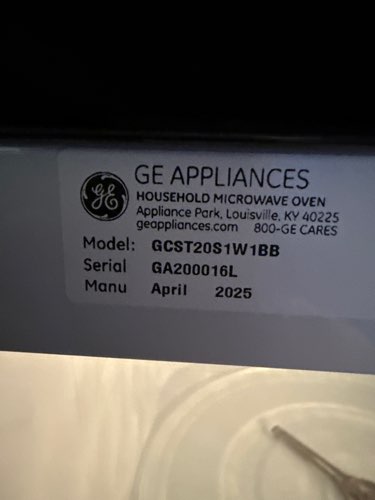 GE APPLIANCES
HOUSEHOLD MICROWAVE OVEN
Appliance Park, Louisville, KY 40225
geappliances.com 800-GE CARES
Model: GCST20S1W1BB
Serial GA200016L
Manu April 2025